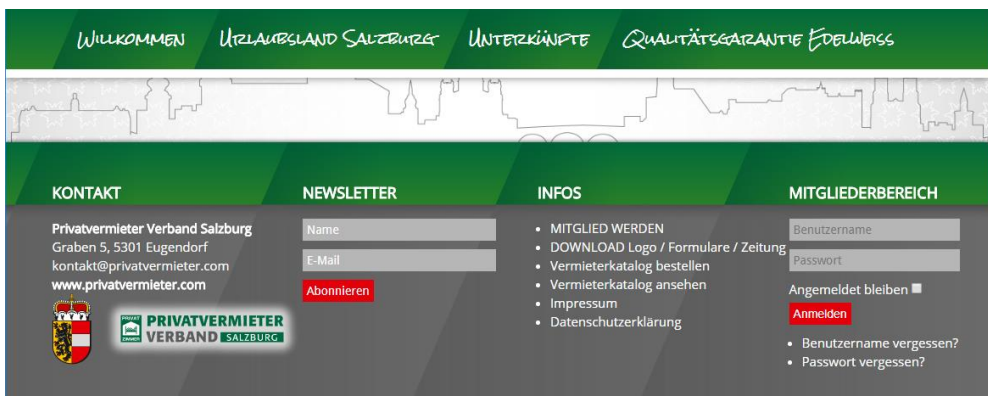 Willkommen Urlaubsland Salzburg Unterkünfte Qualitätsgarantie Edelweiss
KONTAKT
Privatvermieter Verband Salzburg
Graben 5, 5301 Eugendorf
kontakt@privatvermieter.com
www.privatvermieter.com
PRIVAT
ZIMMER
PRIVATVERMIETER
VERBAND SALZBURG
NEWSLETTER
Name
E-Mail
Abonnieren
INFOS
• MITGLIED WERDEN
• DOWNLOAD Logo / Formulare / Zeitung
• Vermieterkatalog bestellen
• Vermieterkatalog ansehen
• Impressum
• Datenschutzerklärung
MITGLIEDERBEREICH
Benutzername
Passwort
Angemeldet bleiben
Anmelden
• Benutzername vergessen?
• Passwort vergessen?